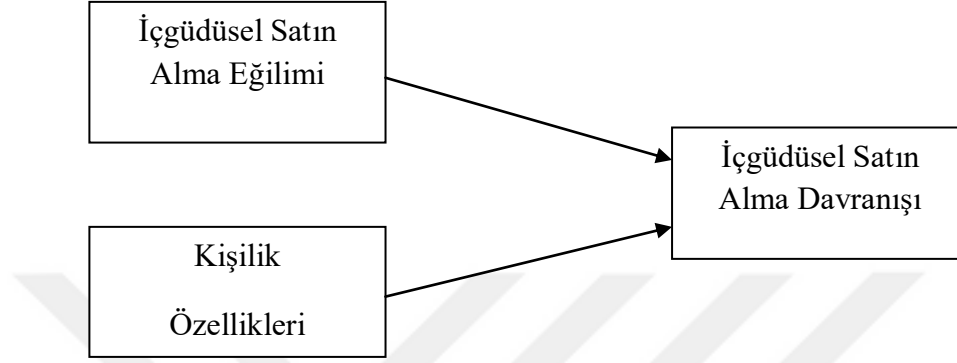 İçgüdüsel Satın
Alma Eğilimi
İçgüdüsel Satın
Alma Davranışı
Kişilik
Özellikleri